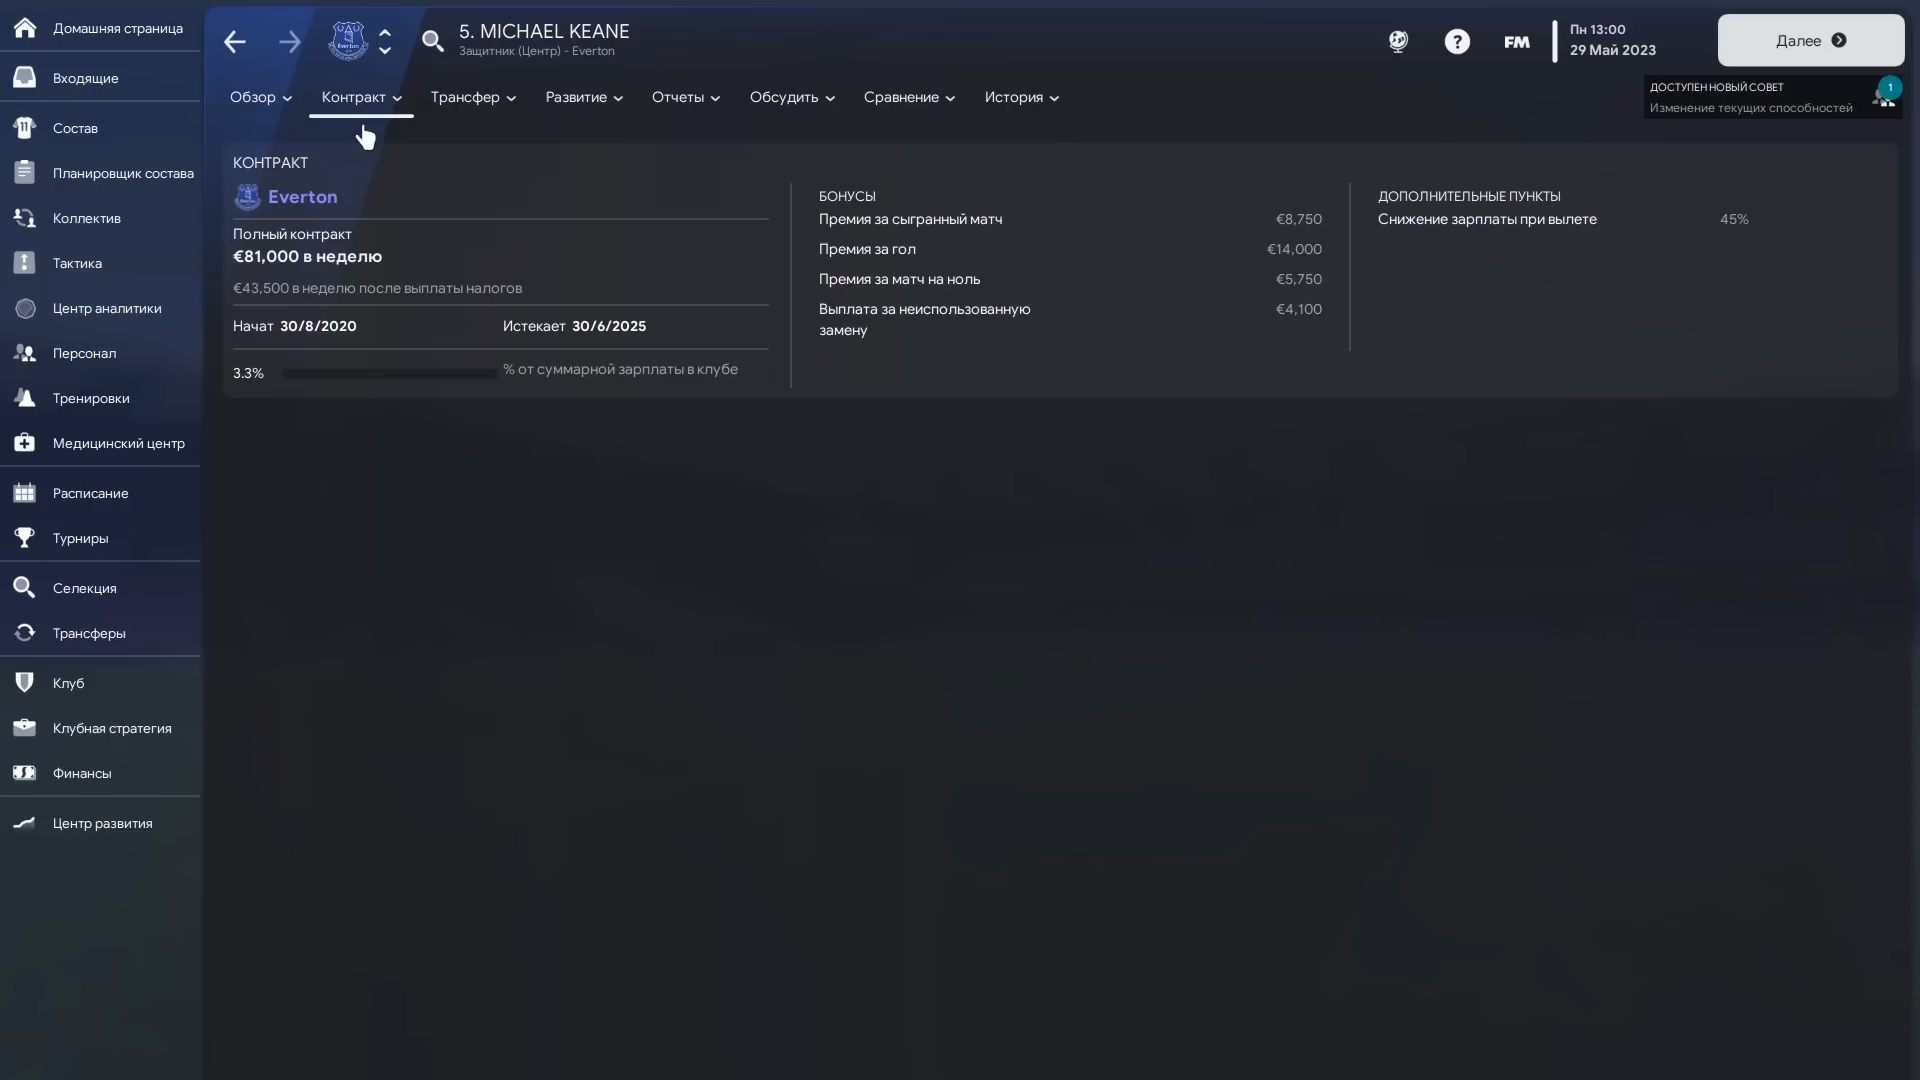 Домашняя страница
Входящие
Состав
Планировщик состава
Коллектив
Тактика
Центр аналитики
Персонал
Тренировки
Медицинский центр
Расписание
Турниры
Селекция
Трансферы
Клуб
Клубная стратегия
Финансы
Центр развития
5. MICHAEL KEANE
Защитник (Центр) - Everton
FM
Пн 13:00
29 Май 2023
Далее
Обзор
Контракт
Трансфер
Развитие
Отчеты
Обсудить
Сравнение
История
ДОСТУПЕН НОВЫЙ СОВЕТ
Изменение текущих способностей
1
КОНТРАКТ
Everton
Полный контракт
€81,000 в неделю
€43,500 в неделю после выплаты налогов
Начат 30/8/2020
Истекает 30/6/2025
3.3%
% от суммарной зарплаты в клубе
БОНУСЫ
Премия за сыгранный матч €8,750
Премия за гол €14,000
Премия за матч на ноль €5,750
Выплата за неиспользованную €4,100
замену
ДОПОЛНИТЕЛЬНЫЕ ПУНКТЫ
Снижение зарплаты при вылете 45%